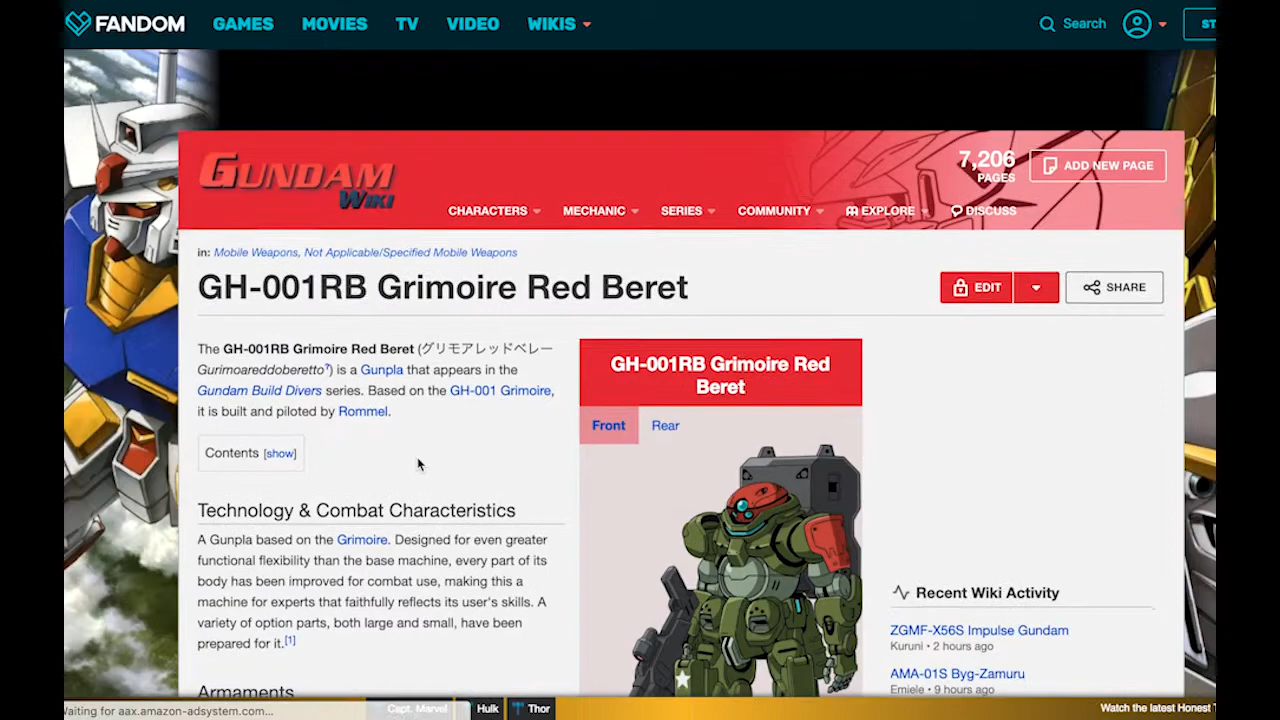 FANDOM GAMES MOVIES TV VIDEO WIKIS Search ST
GUNDAM
WIKI
7,206
PAGES
ADD NEW PAGE
CHARACTERS MECHANIC SERIES COMMUNITY EXPLORE DISCUSS
in: Mobile Weapons, Not Applicable/Specified Mobile Weapons
GH-001RB Grimoire Red Beret
EDIT
SHARE
The GH-001RB Grimoire Red Beret (グリモアレッドベレー
Gurimoareddoberetto?) is a Gunpla that appears in the
Gundam Build Divers series. Based on the GH-001 Grimoire,
it is built and piloted by Rommel.
Contents [show]
Technology & Combat Characteristics
A Gunpla based on the Grimoire. Designed for even greater
functional flexibility than the base machine, every part of its
body has been improved for combat use, making this a
machine for experts that faithfully reflects its user's skills. A
variety of option parts, both large and small, have been
prepared for it.[1]
Armaments
GH-001RB Grimoire Red
Beret
Front Rear
Recent Wiki Activity
ZGMF-X56S Impulse Gundam
Kuruni • 2 hours ago
AMA-01S Byg-Zamuru
Emiele • 9 hours ago
Waiting for aax.amazon-adsystem.com...
Capt. Marvel Hulk Thor
Watch the latest Honest T